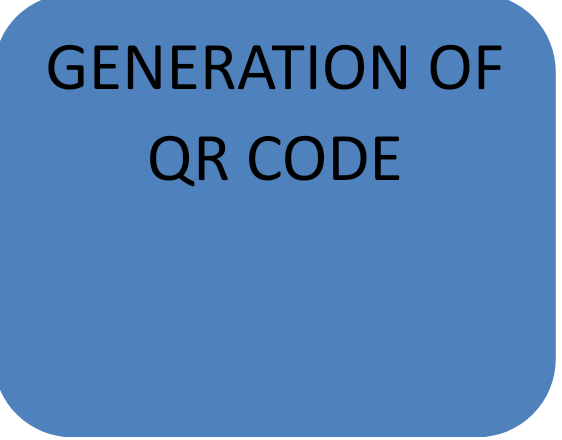 GENERATION OF
QR CODE